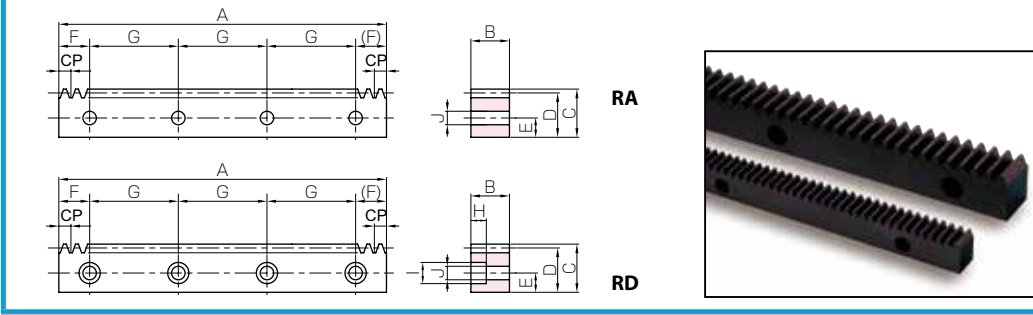 A
F G G G (F)
CP CP
B
J E D C
RA
A
F G G G (F)
CP CP
B
H
I J E D C
RD